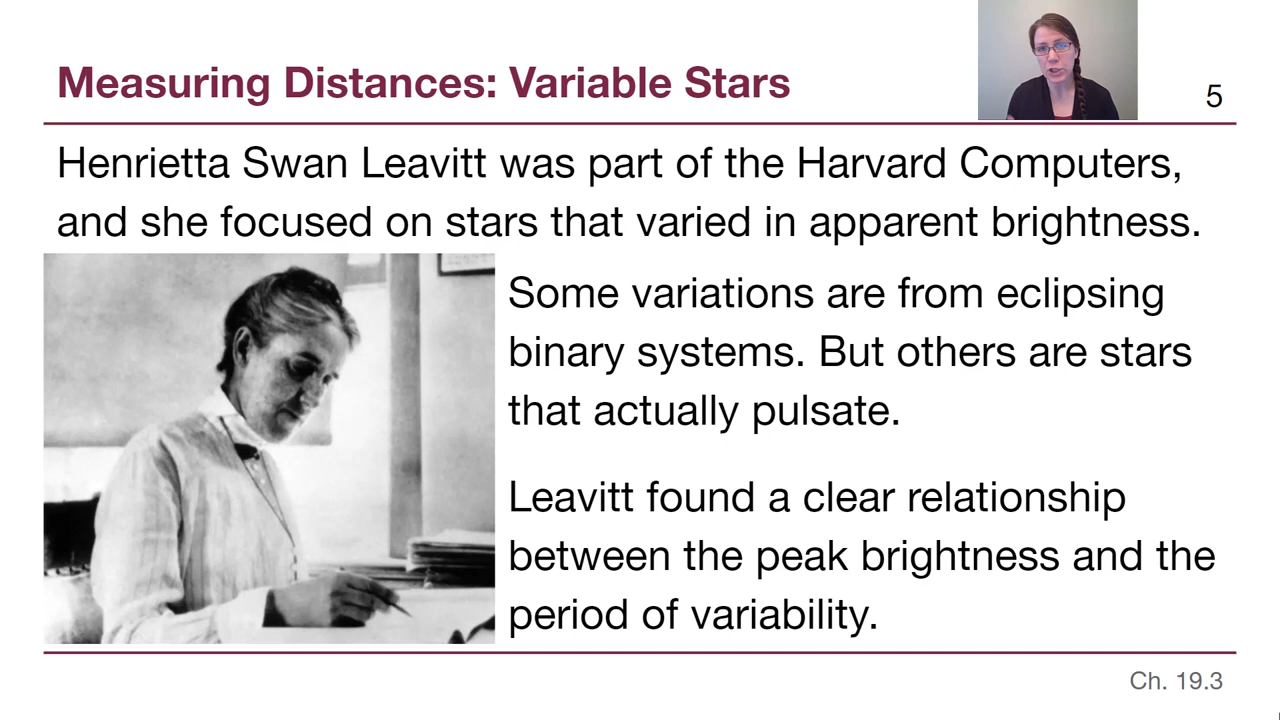 Measuring Distances: Variable Stars
5
Henrietta Swan Leavitt was part of the Harvard Computers,
and she focused on stars that varied in apparent brightness.
Some variations are from eclipsing
binary systems. But others are stars
that actually pulsate.
Leavitt found a clear relationship
between the peak brightness and the
period of variability.
Ch. 19.3